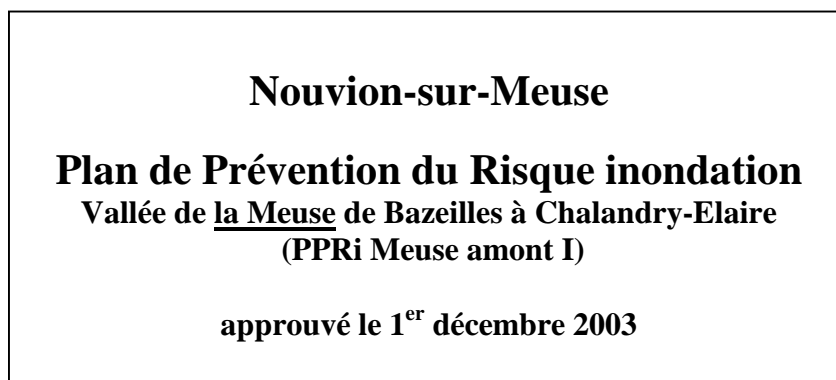 Nouvion-sur-Meuse
Plan de Prévention du Risque inondation
Vallée de la Meuse de Bazeilles à Chalandry-Elaire
(PPRi Meuse amont I)
approuvé le 1er décembre 2003